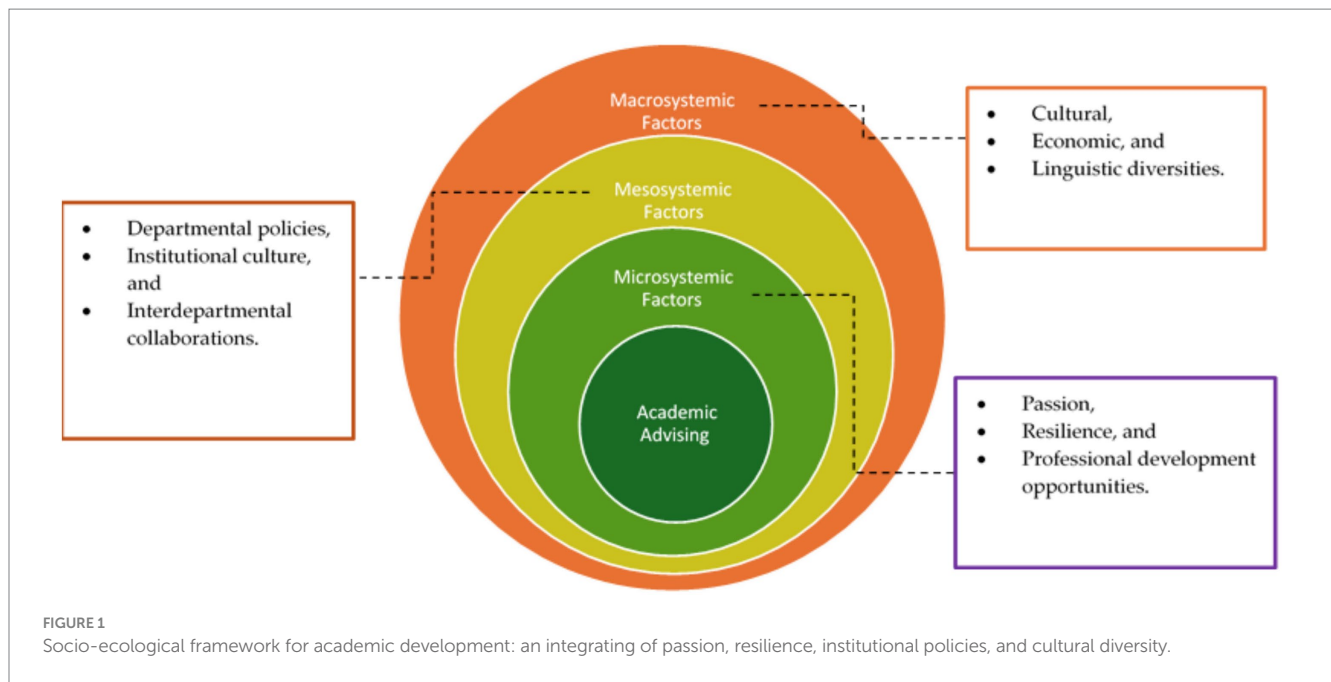 Macrosystemic
Factors
Mesosystemic
Factors
Microsystemic
Factors
Academic
Advising
• Departmental policies,
• Institutional culture,
and
• Interdepartmental
collaborations.
• Cultural,
• Economic, and
• Linguistic diversities.
• Passion,
• Resilience, and
• Professional development
opportunities.
FIGURE 1
Socio-ecological framework for academic development: an integrating of passion, resilience, institutional policies, and cultural diversity.